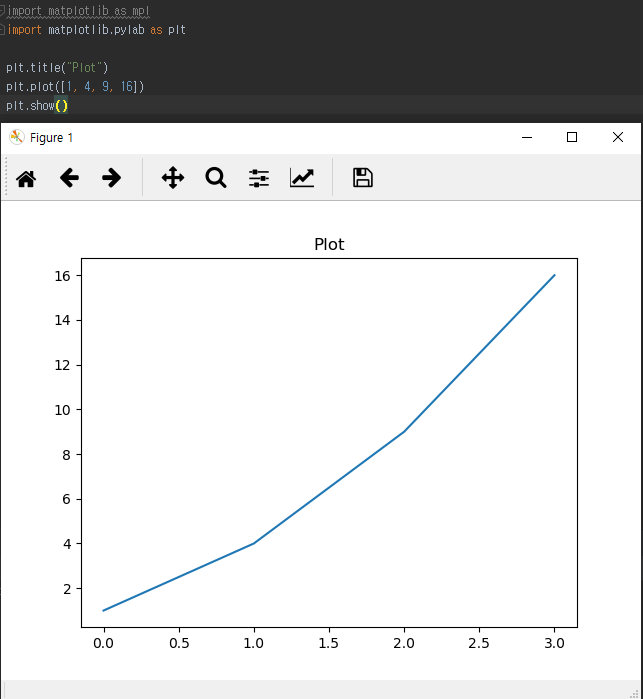 import matplotlib as mpl
import matplotlib.pylab as plt
plt.title("Plot")
plt.plot([1, 4, 9, 16])
plt.show()
Figure 1
Plot
16
14
12
10
8
6
4
2
0.0 0.5 1.0 1.5 2.0 2.5 3.0